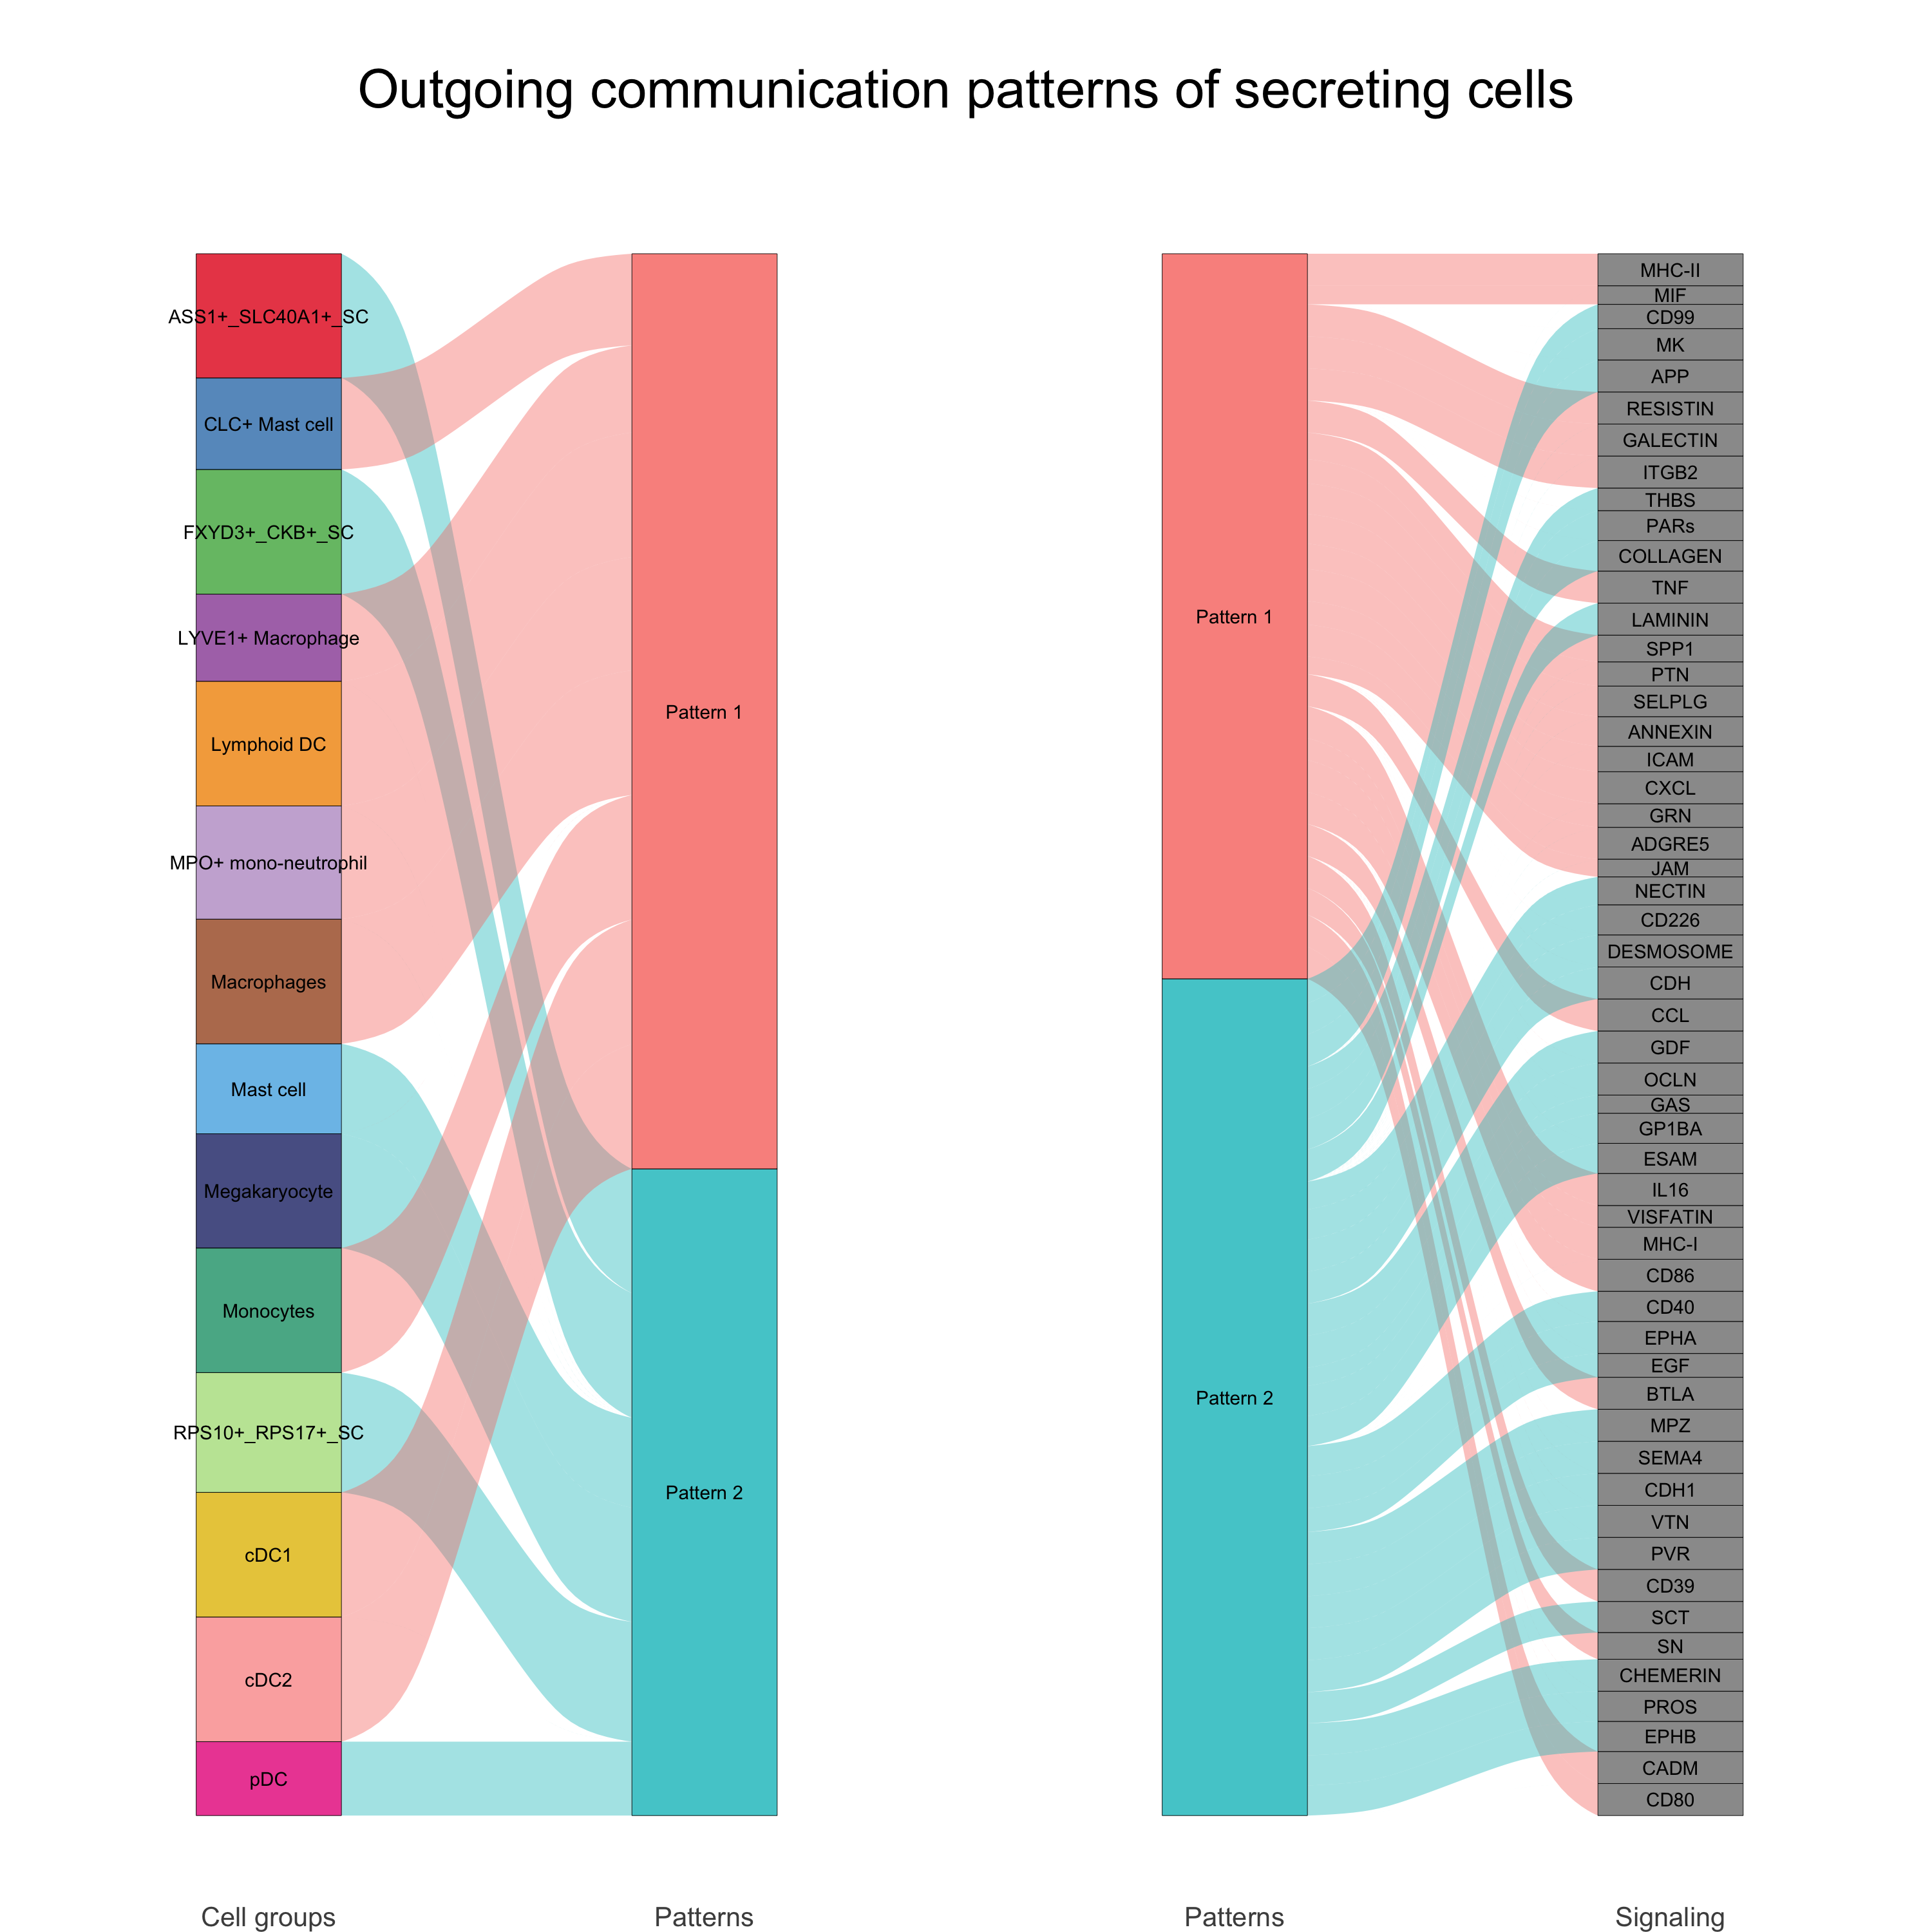 Outgoing communication patterns of secreting cells
ASS1+_SLC40A1+_SC
CLC+ Mast cell
FXYD3+_CKB+_SC
LYVE1+ Macrophage
Lymphoid DC
MPO+ mono-neutrophil
Macrophages
Mast cell
Megakaryocyte
Monocytes
RPS10+_RPS17+_SC
cDC1
cDC2
pDC
Pattern 1
Pattern 2
Pattern 1
Pattern 2
MHC-II
MIF
CD99
MK
APP
RESISTIN
GALECTIN
ITGB2
THBS
PARs
COLLAGEN
TNF
LAMININ
SPP1
PTN
SELPLG
ANNEXIN
ICAM
CXCL
GRN
ADGRE5
JAM
NECTIN
CD226
DESMOSOME
CDH
CCL
GDF
OCLN
GAS
GP1BA
ESAM
IL16
VISFATIN
MHC-I
CD86
CD40
EPHA
EGF
BTLA
MPZ
SEMA4
CDH1
VTN
PVR
CD39
SCT
SN
CHEMERIN
PROS
EPHB
CADM
CD80
Cell groups
Patterns
Patterns
Signaling